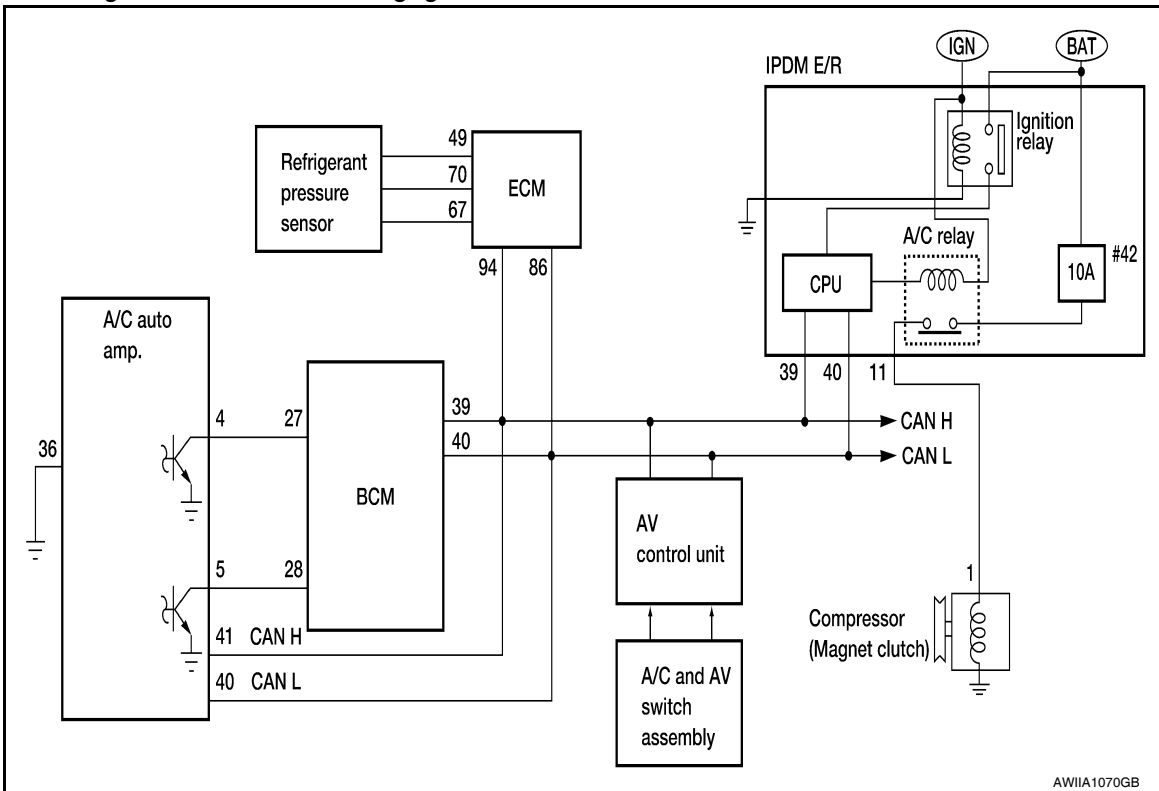 IGN
BAT
IPDM E/R
Ignition
relay
Refrigerant
pressure
sensor
49
70
67
ECM
94
86
A/C relay
CPU
10A
#42
39
40
11
A/C auto
amp.
4
27
39
40
CAN H
CAN L
36
BCM
5
28
41 CAN H
40 CAN L
AV
control unit
A/C and AV
switch
assembly
1
Compressor
(Magnet clutch)
AWIIA1070GB